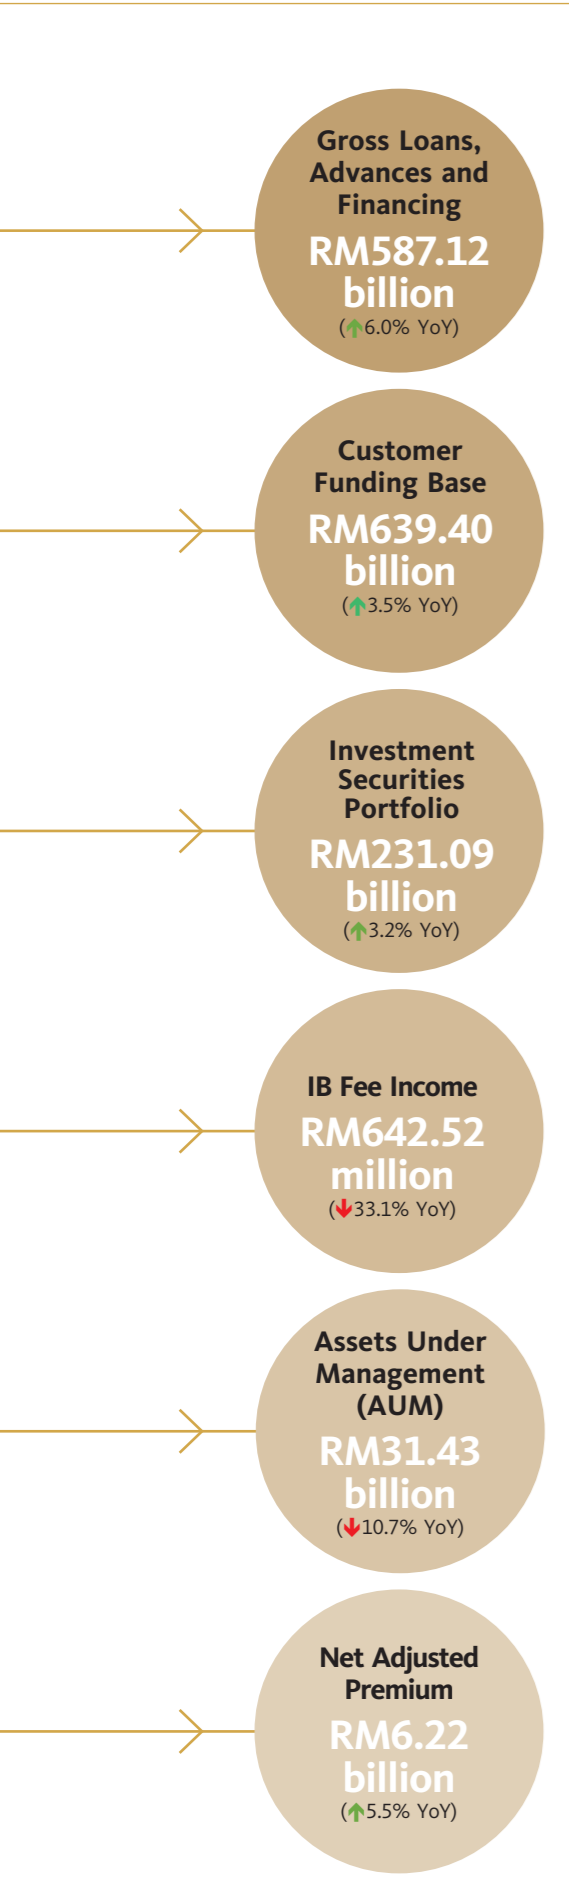 Gross Loans,
Advances and
Financing
RM587.12
billion
(↑6.0% YoY)
Customer
Funding Base
RM639.40
billion
(↑3.5% YoY)
Investment
Securities
Portfolio
RM231.09
billion
(↑3.2% YoY)
IB Fee Income
RM642.52
million
(↓33.1% YoY)
Assets Under
Management
(AUM)
RM31.43
billion
(↓10.7% YoY)
Net Adjusted
Premium
RM6.22
billion
(↑5.5% YoY)